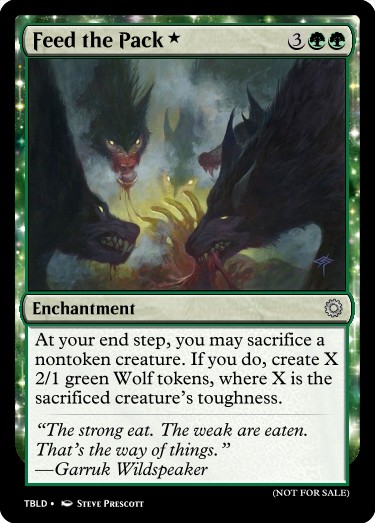 Feed the Pack★ 3
Enchantment
At your end step, you may sacrifice a
nontoken creature. If you do, create X
2/1 green Wolf tokens, where X is the
sacrificed creature's toughness.
“The strong eat. The weak are eaten.
That's the way of things.”
—Garruk Wildspeaker
(NOT FOR SALE)
TBLD • Steve Prescott